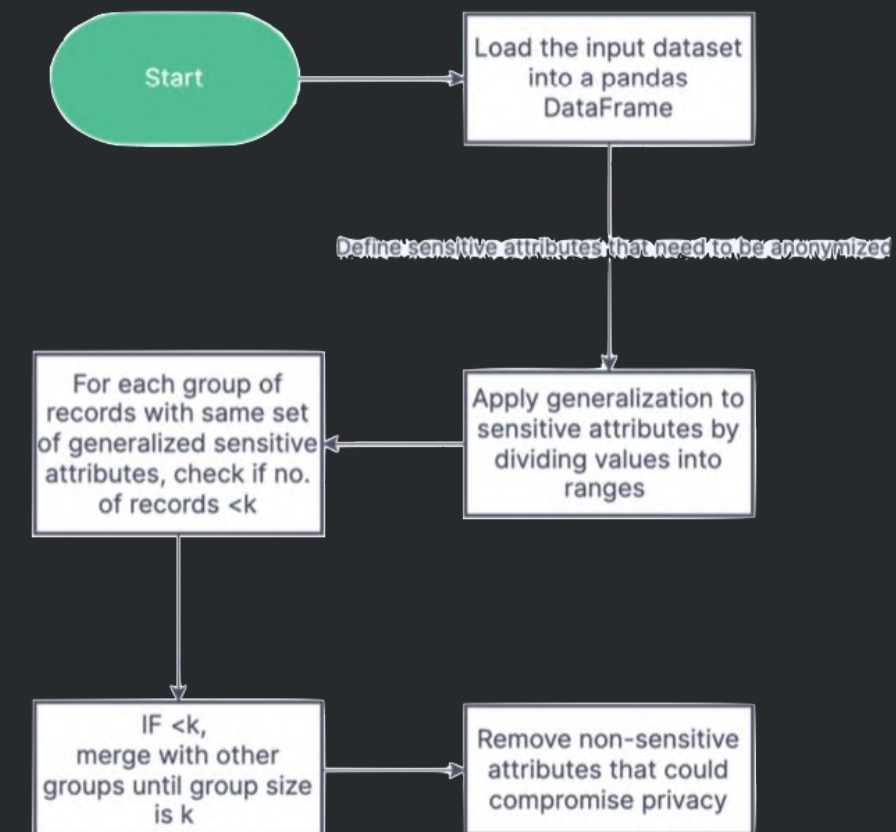 Start
Load the input dataset
into a pandas
DataFrame
Define sensitive attributes that need to be anonymized
Apply generalization to
sensitive attributes by
dividing values into
ranges
For each group of
records with same set
of generalized sensitive
attributes, check if no.
of records <k
IF <k,
merge with other
groups until group size
is k
Remove non-sensitive
attributes that could
compromise privacy